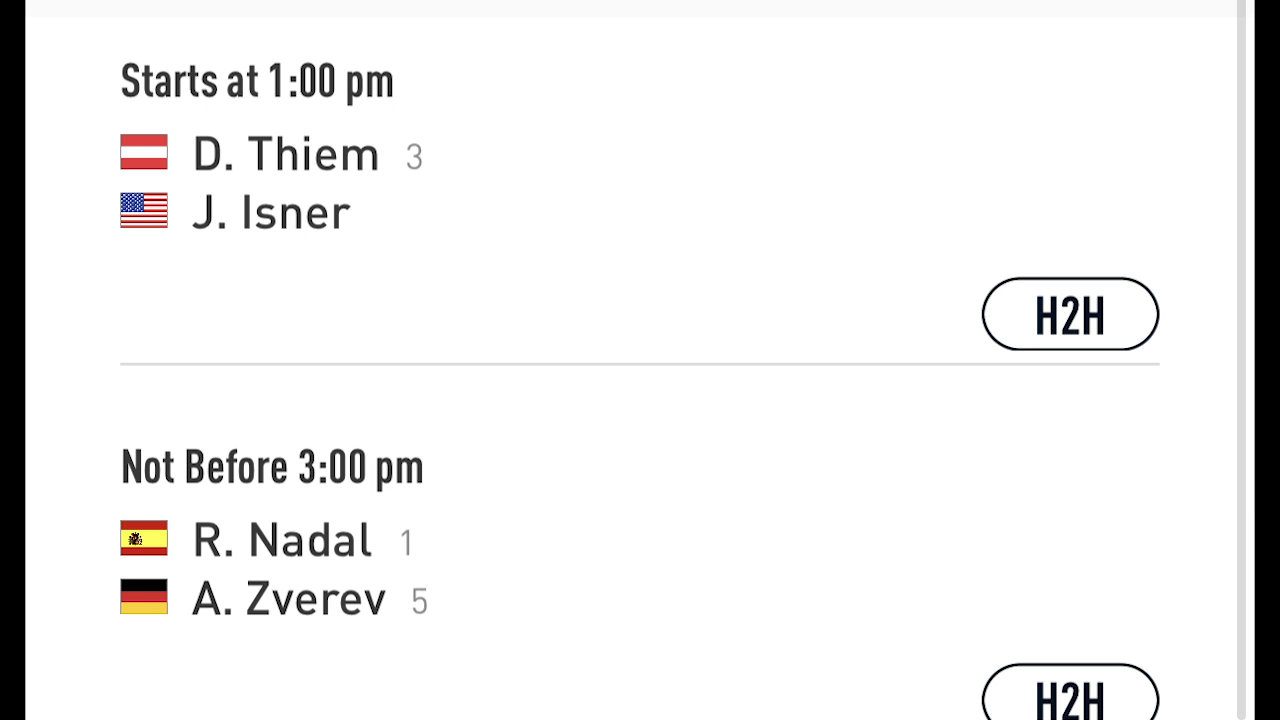 Starts at 1:00 pm
D. Thiem 3
J. Isner
H2H
Not Before 3:00 pm
R. Nadal 1
A. Zverev 5
H2H